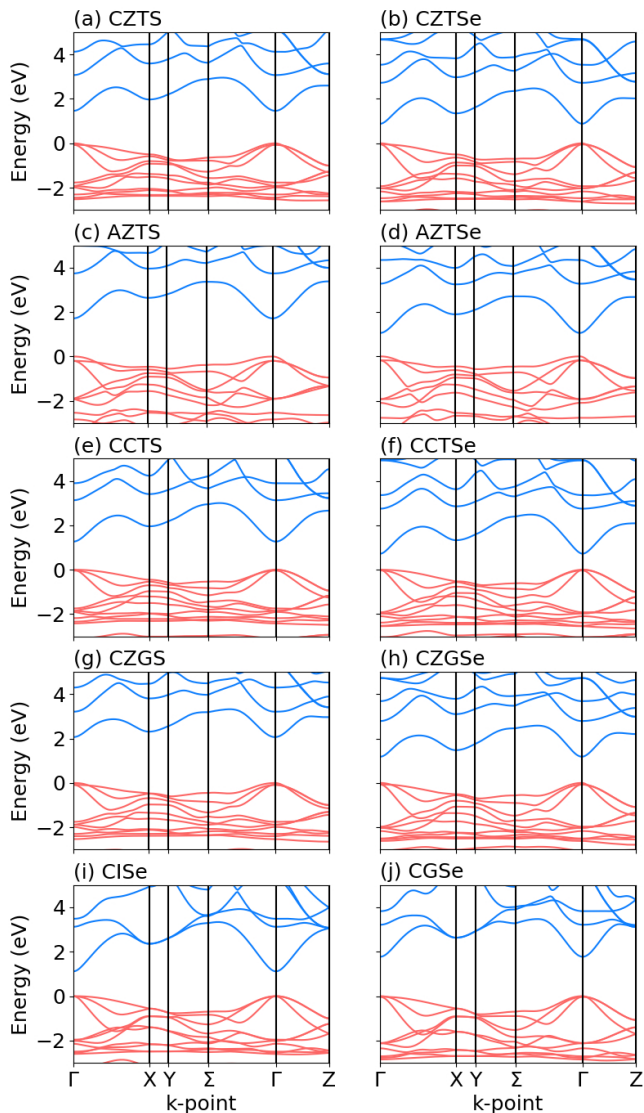 (a) CZTS
(b) CZTSe
Energy (eV)
4
2
0
−2
(c) AZTS
(d) AZTSe
Energy (eV)
4
2
0
−2
(e) CCTS
(f) CCTSe
Energy (eV)
4
2
0
−2
(g) CZGS
(h) CZGSe
Energy (eV)
4
2
0
−2
(i) CISe
(j) CGSe
Energy (eV)
4
2
0
−2
Γ X Y Σ Γ Z
Γ X Y Σ Γ Z
k-point
k-point